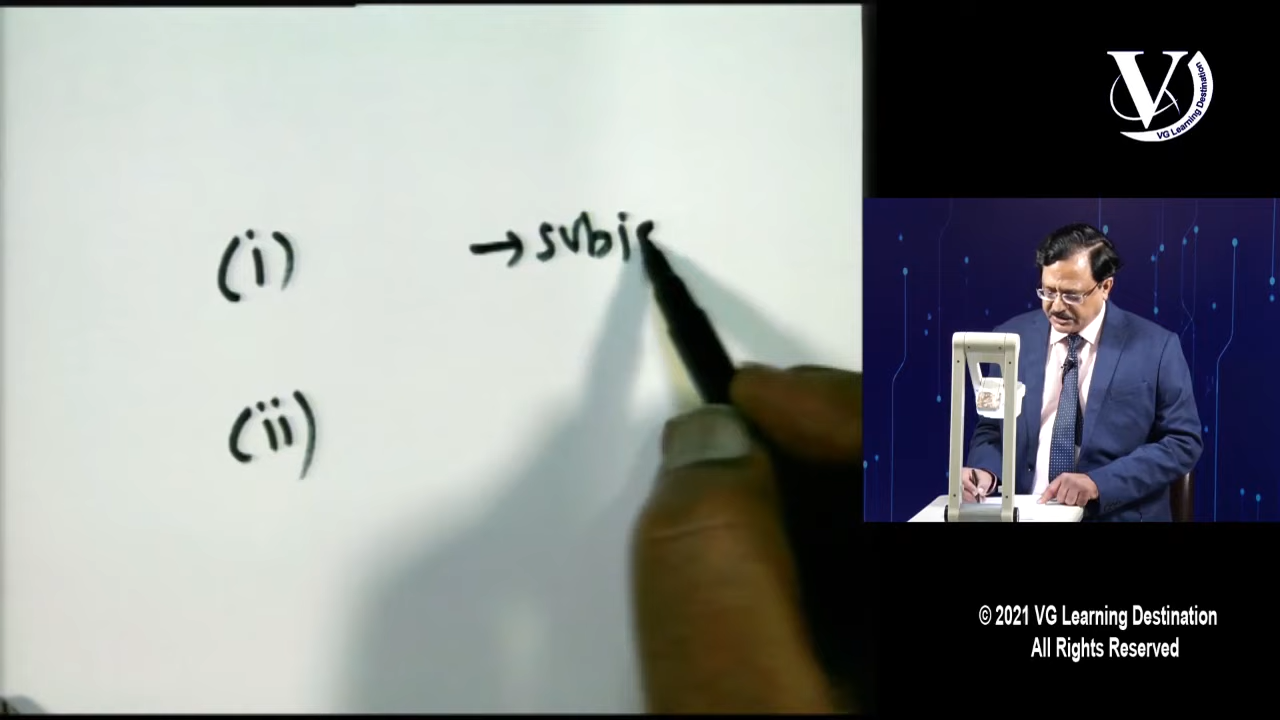 (i) → subje
(ii)
V
VG Learning Destination
© 2021 VG Learning Destination
All Rights Reserved